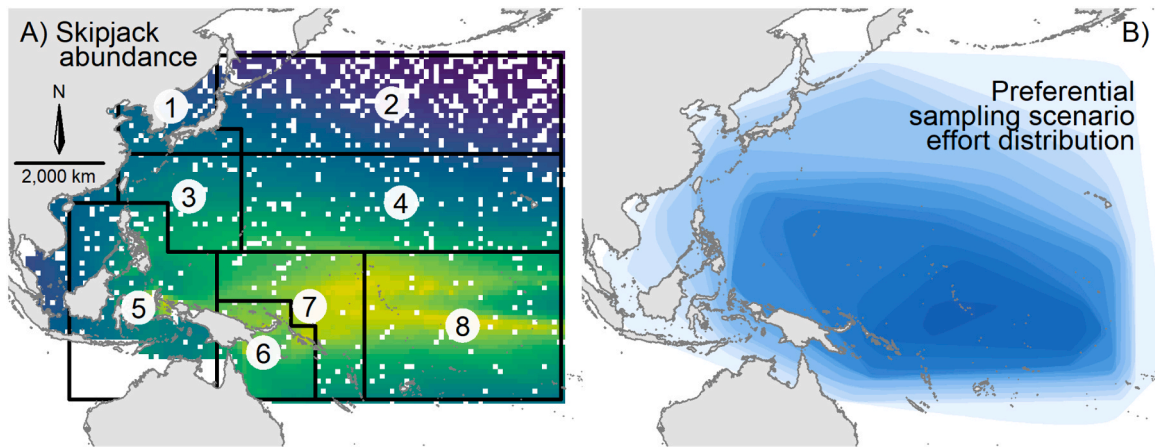 A) Skipjack
abundance
N
2,000 km
1
2
3
4
5
6
7
8
B)
Preferential
sampling scenario
effort distribution